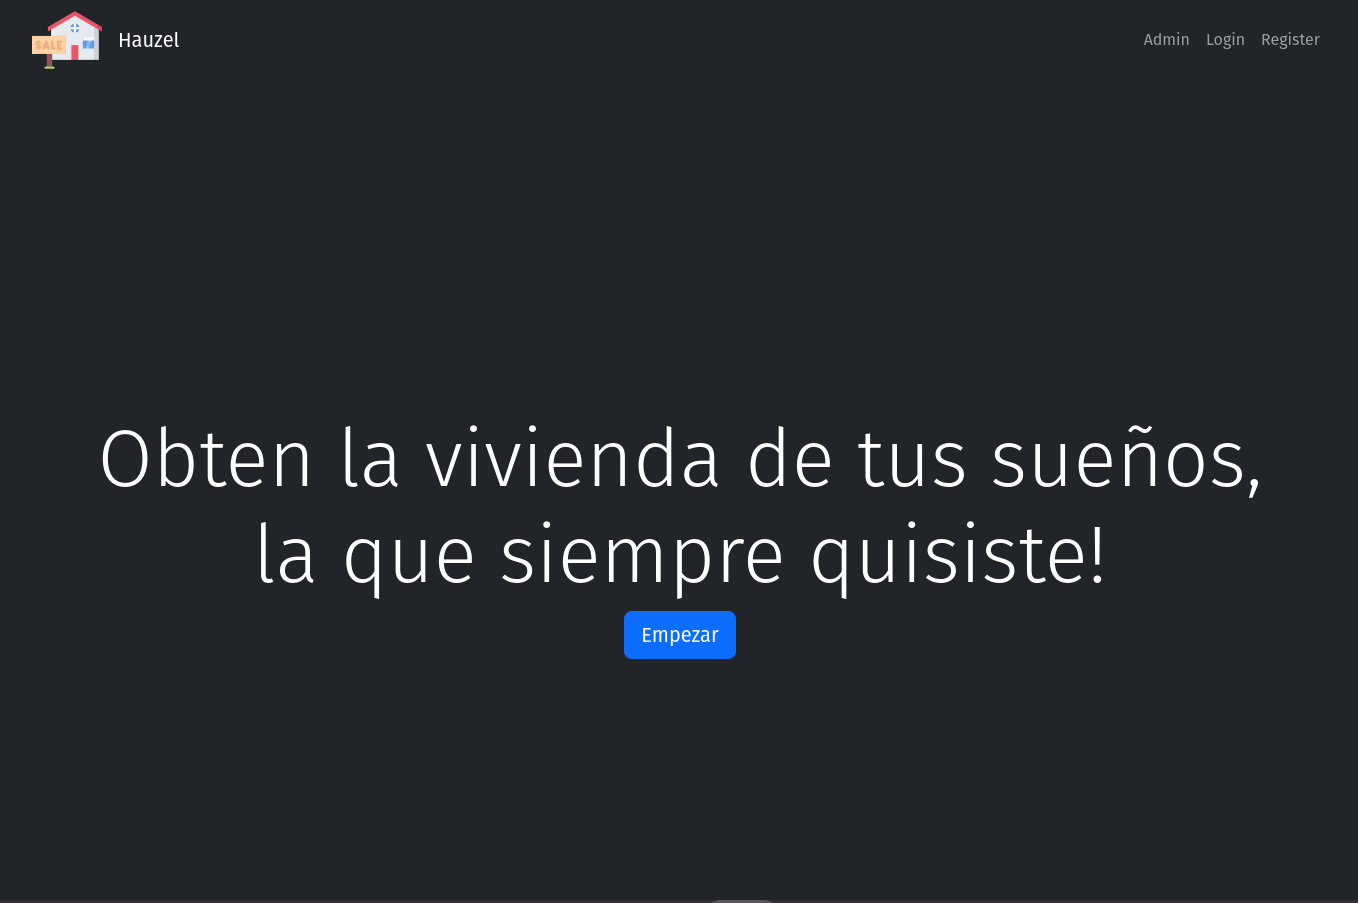 SALE
Hauzel
Admin Login Register
Obten la vivienda de tus sueños,
la que siempre quisiste!
Empezar